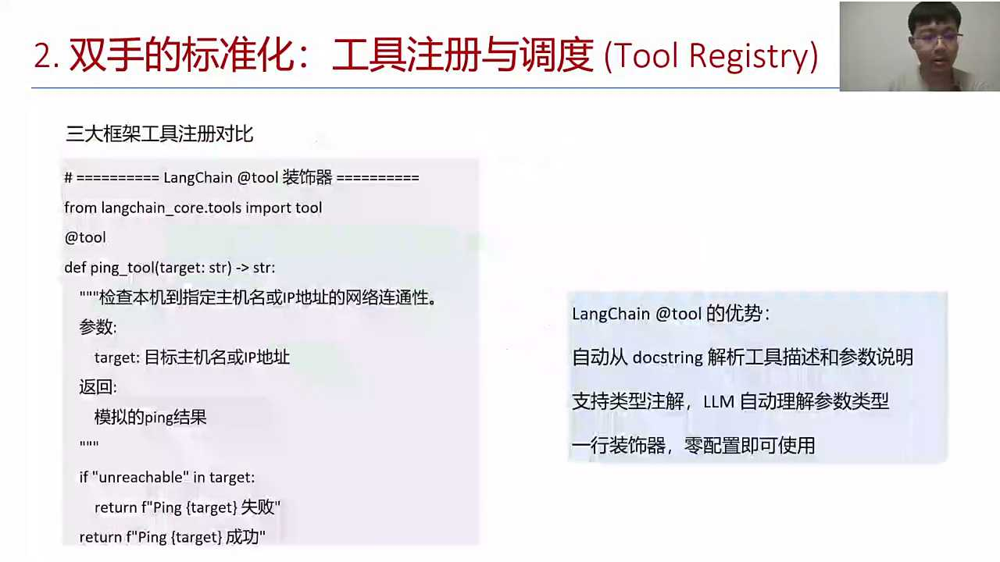 2. 双手的标准化：工具注册与调度 (Tool Registry)
三大框架工具注册对比
# ========== LangChain @tool 装饰器 ==========
from langchain_core.tools import tool
@tool
def ping_tool(target: str) -> str:
"""检查本机到指定主机名或IP地址的网络连通性。
参数:
target: 目标主机名或IP地址
返回:
模拟的ping结果
"""
if "unreachable" in target:
return f"Ping {target} 失败"
return f"Ping {target} 成功"
LangChain @tool 的优势：
自动从 docstring 解析工具描述和参数说明
支持类型注解，LLM 自动理解参数类型
一行装饰器，零配置即可使用